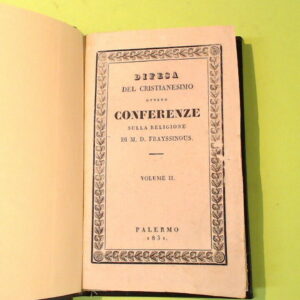 DIFESA
DEL CRISTIANESIMO
OVVERO
CONFERENZE
SULLA RELIGIONE
DI M. D. FRAYSSINOUS.
VOLUME II.
PALERMO
1831.